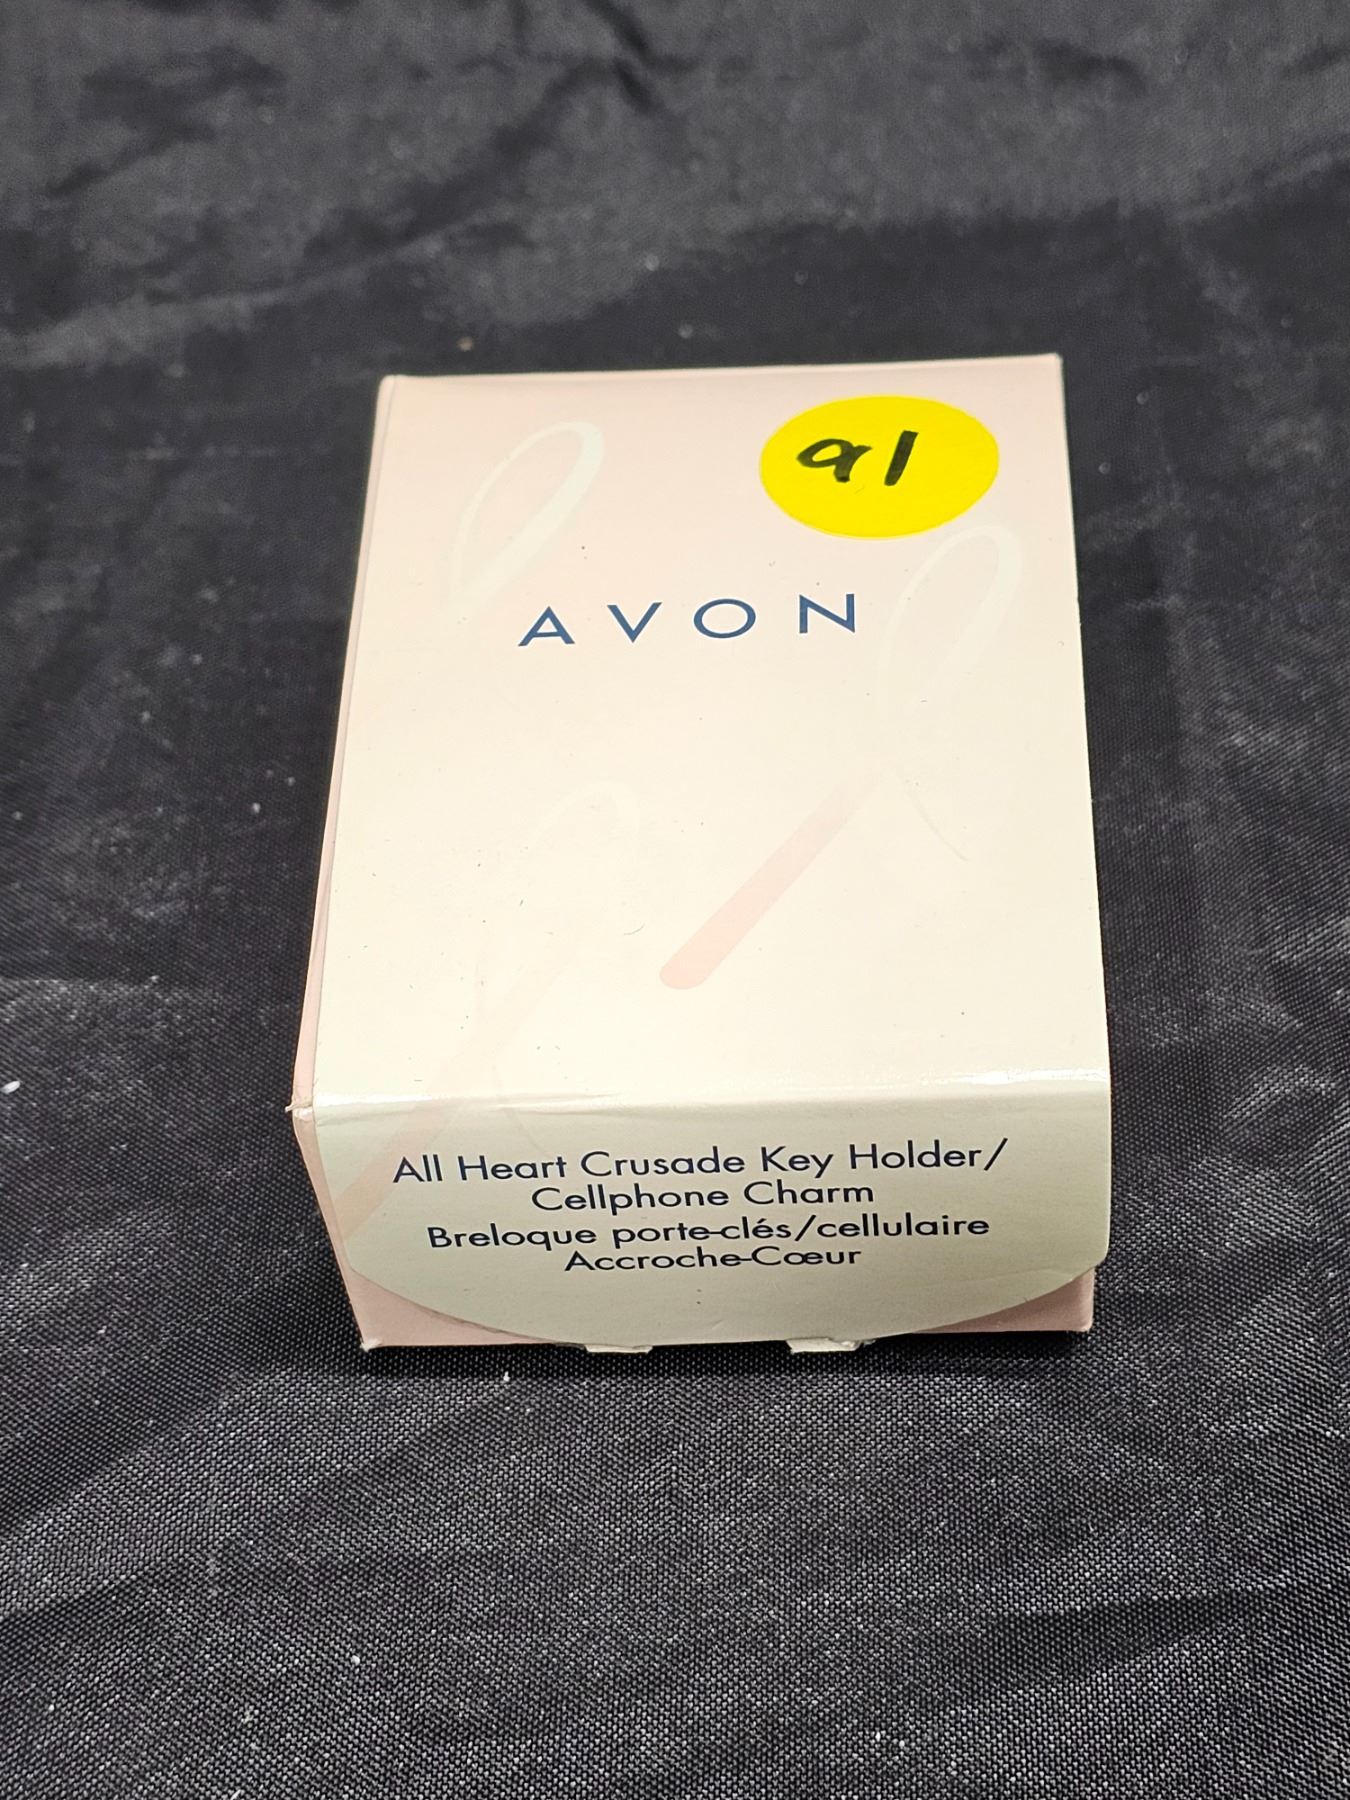 91
AVON
All Heart Crusade Key Holder/
Cellphone Charm
Breloque porte-clés/cellulaire
Accroche-Cœur